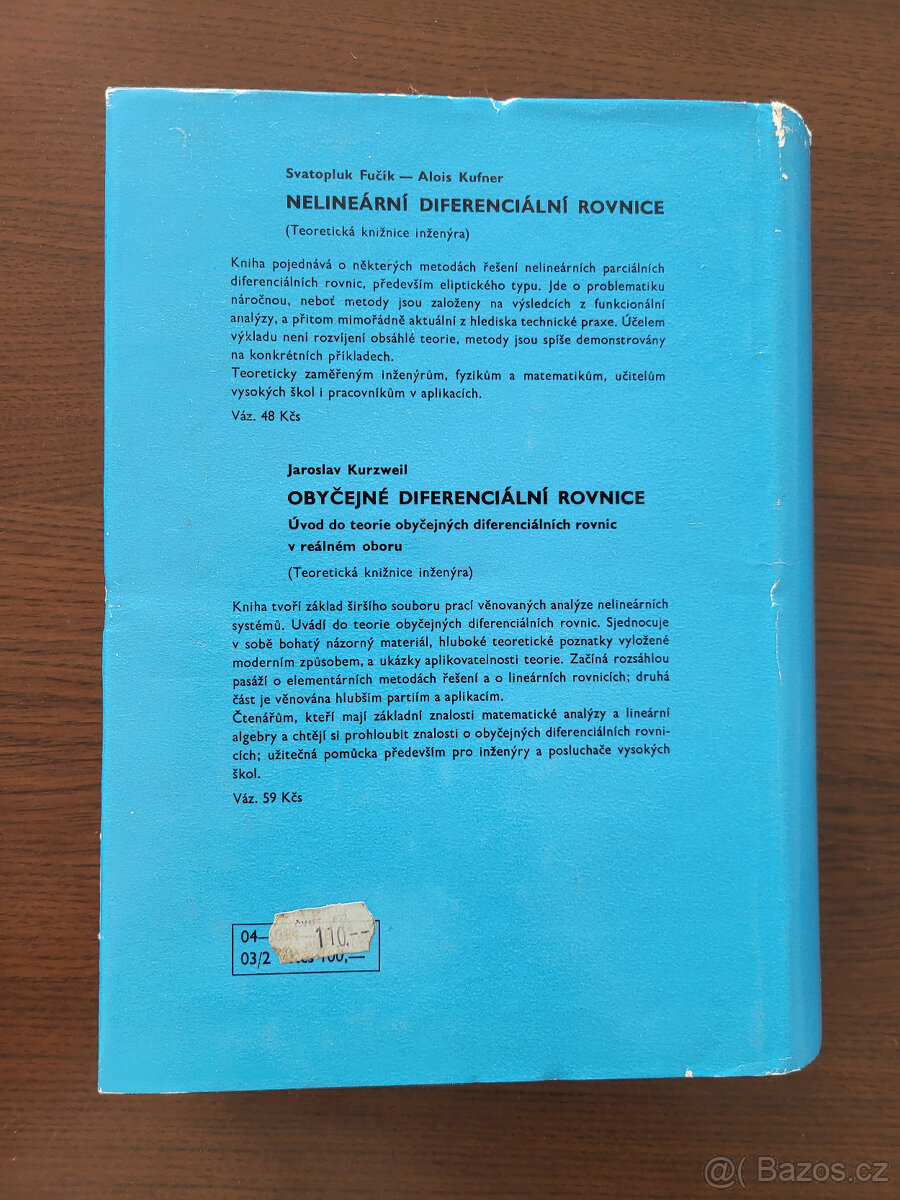 Svatopluk Fučík — Alois Kufner
NELINEÁRNÍ DIFERENCIÁLNÍ ROVNICE
(Teoretická knižnice inženýra)
Kniha pojednává o některých metodách řešení nelineárních parciálních
diferenciálních rovnic, především eliptického typu. Jde o problematiku
náročnou, neboť metody jsou založeny na výsledcích z funkcionální
analýzy, a přitom mimořádně aktuální z hlediska technické praxe. Účelem
výkladu není rozvíjení obsáhlé teorie, metody jsou spíše demonstrovány
na konkrétních příkladech.
Teoreticky zaměřeným inženýrům, fyzikům a matematikům, učitelům
vysokých škol i pracovníkům v aplikacích.
Váz. 48 Kčs
Jaroslav Kurzweil
OBYČEJNÉ DIFERENCIÁLNÍ ROVNICE
Úvod do teorie obyčejných diferenciálních rovnic
v reálném oboru
(Teoretická knižnice inženýra)
Kniha tvoří základ širšího souboru prací věnovaných analýze nelineárních
systémů. Uvádí do teorie obyčejných diferenciálních rovnic. Sjednocuje
v sobě bohatý názorný materiál, hluboké teoretické poznatky vyložené
moderním způsobem, a ukázky aplikovatelnosti teorie. Začíná rozsáhlou
pasáží o elementárních metodách řešení a o lineárních rovnicích; druhá
část je věnována hlubším partiím a aplikacím.
Čtenářům, kteří mají základní znalosti matematické analýzy a lineární
algebry a chtějí si prohloubit znalosti o obyčejných diferenciálních rovni-
cích; užitečná pomůcka především pro inženýry a posluchače vysokých
škol.
Váz. 59 Kčs
04—
110.--
03/2 100,—
@( Bazos.cz